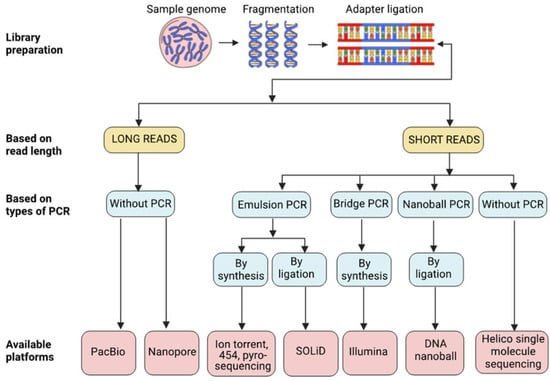 Sample genome
Fragmentation
Adapter ligation
Library
preparation
Based on
read length
LONG READS
SHORT READS
Based on
types of PCR
Without PCR
Emulsion PCR
Bridge PCR
Nanoball PCR
Without PCR
By
synthesis
By
ligation
By
synthesis
By
ligation
Available
platforms
PacBio
Nanopore
Ion torrent,
454, pyro-
sequencing
SOLiD
Illumina
DNA
nanoball
Helico single
molecule
sequencing